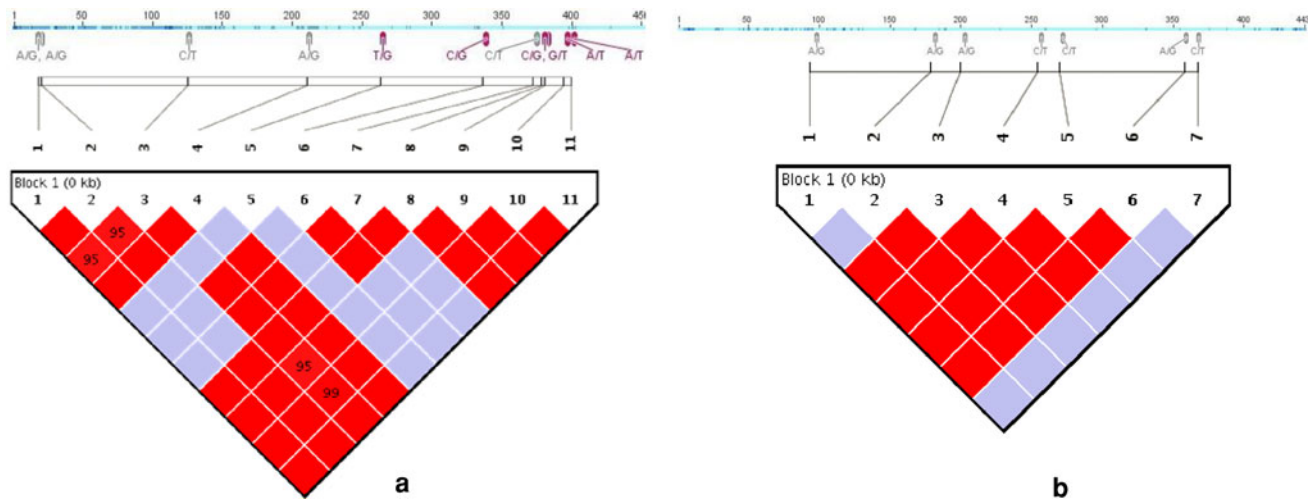 1 50 100 150 200 250 300 350 400 45
A/G, A/G C/T A/G T/G C/G C/T C/G, G/T A/T A/T
1 2 3 4 5 6 7 8 9 10 11
Block 1 (0 kb)
1 2 3 4 5 6 7 8 9 10 11
95
95
95
99
a
1 50 100 150 200 250 300 350 400 44
A/G A/G A/G C/T C/T A/G C/T
1 2 3 4 5 6 7
Block 1 (0 kb)
1 2 3 4 5 6 7
b